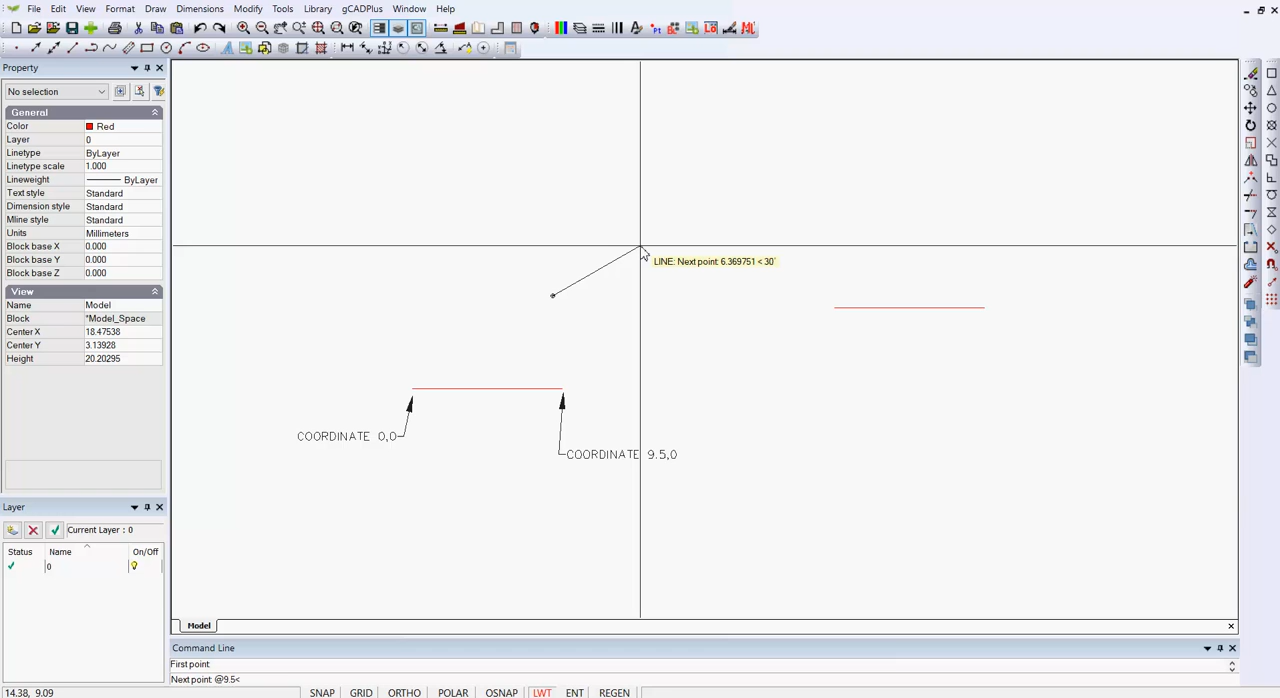 File Edit View Format Draw Dimensions Modify Tools Library gCADPlus Window Help
Property
No selection
General
Color Red
Layer 0
Linetype ByLayer
Linetype scale 1.000
Lineweight ByLayer
Text style Standard
Dimension style Standard
Mline style Standard
Units Millimeters
Block base X 0.000
Block base Y 0.000
Block base Z 0.000
View
Name Model
Block *Model_Space
Center X 18.47538
Center Y 3.13928
Height 20.20295
LINE: Next point: 6.369751 < 30°
COORDINATE 0,0
COORDINATE 9.5,0
Layer
Current Layer : 0
Status Name On/Off
0
Model
Command Line
First point
Next point @9.5<
14.38, 9.09 SNAP GRID ORTHO POLAR OSNAP LWT ENT REGEN